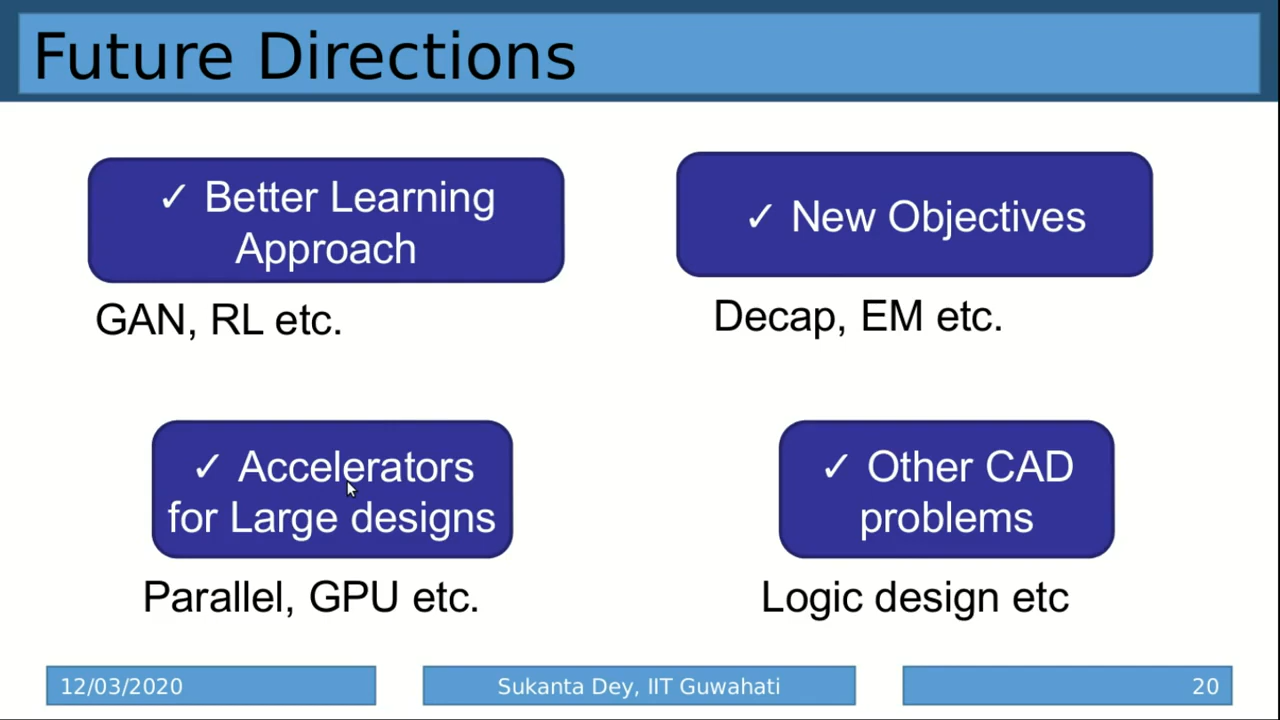 Future Directions
✓ Better Learning
Approach
GAN, RL etc.
✓ New Objectives
Decap, EM etc.
✓ Accelerators
for Large designs
Parallel, GPU etc.
✓ Other CAD
problems
Logic design etc
12/03/2020
Sukanta Dey, IIT Guwahati
20